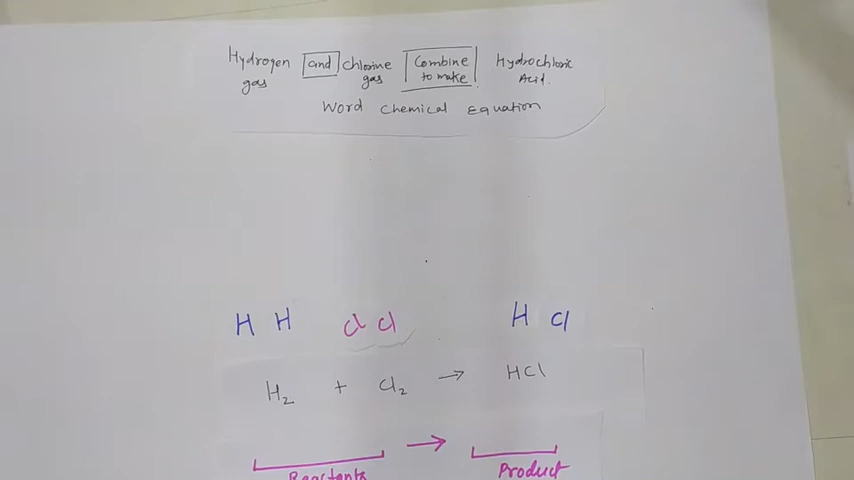 Hydrogen and Chlorine Combine Hydrochloric
gas gas to make Acid.
Word Chemical Equation
H H Cl Cl H Cl
H₂ + Cl₂ → HCl
→
Reactants Product